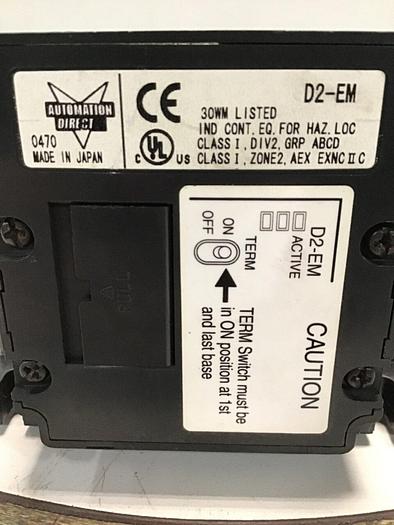 AUTOMATION
DIRECT
0470
MADE IN JAPAN
CE
D2-EM
30WM LISTED
IND CONT. EQ. FOR HAZ. LOC
CLASS I, DIV2, GRP ABCD
C UL US CLASS I, ZONE2, AEX EXNC II C
CAUTION
D2-EM
ACTIVE
TERM
ON
OFF
TERM Switch must be
in ON position at 1st
and last base